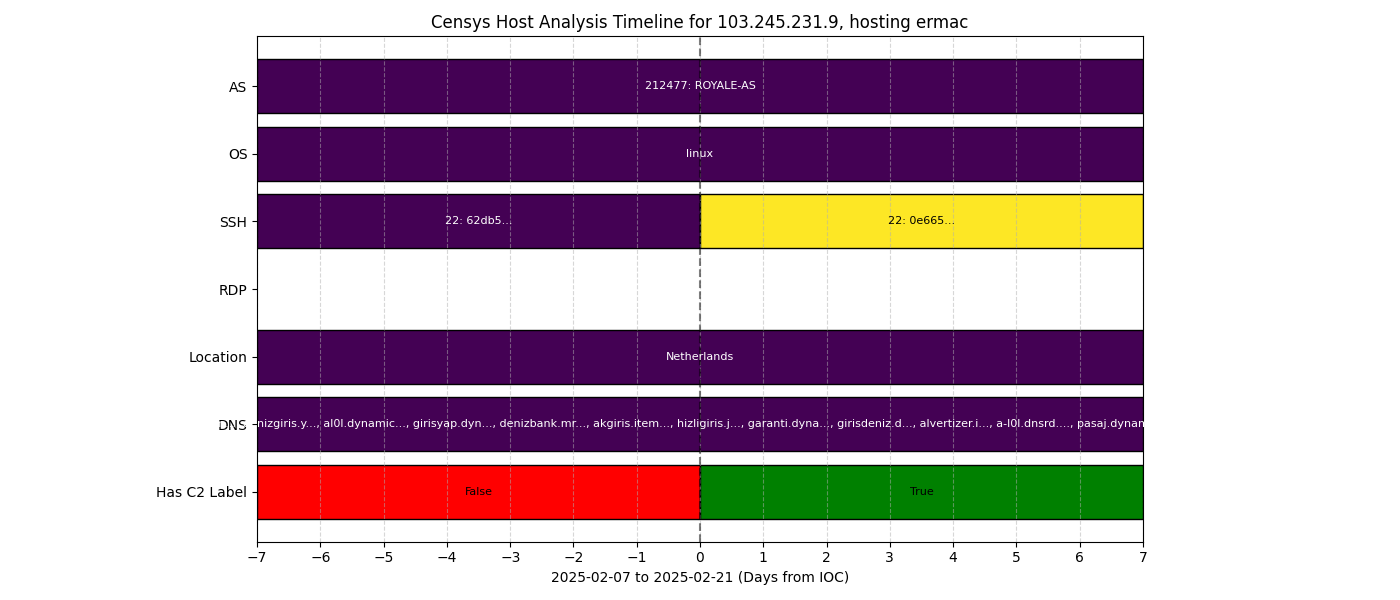 Censys Host Analysis Timeline for 103.245.231.9, hosting ermac
AS
212477: ROYALE-AS
OS
linux
SSH
22: 62db5...
22: 0e665...
RDP
Location
Netherlands
DNS
nizgiris.y..., al0l.dynamic..., girisyap.dyn..., denizbank.mr..., akgiris.item..., hizligiris.j..., garanti.dyna..., girisdeniz.d..., alvertizer.i..., a-l0l.dnsrd...., pasaj.dynan
Has C2 Label
False
True
−7 −6 −5 −4 −3 −2 −1 0 1 2 3 4 5 6 7
2025-02-07 to 2025-02-21 (Days from IOC)